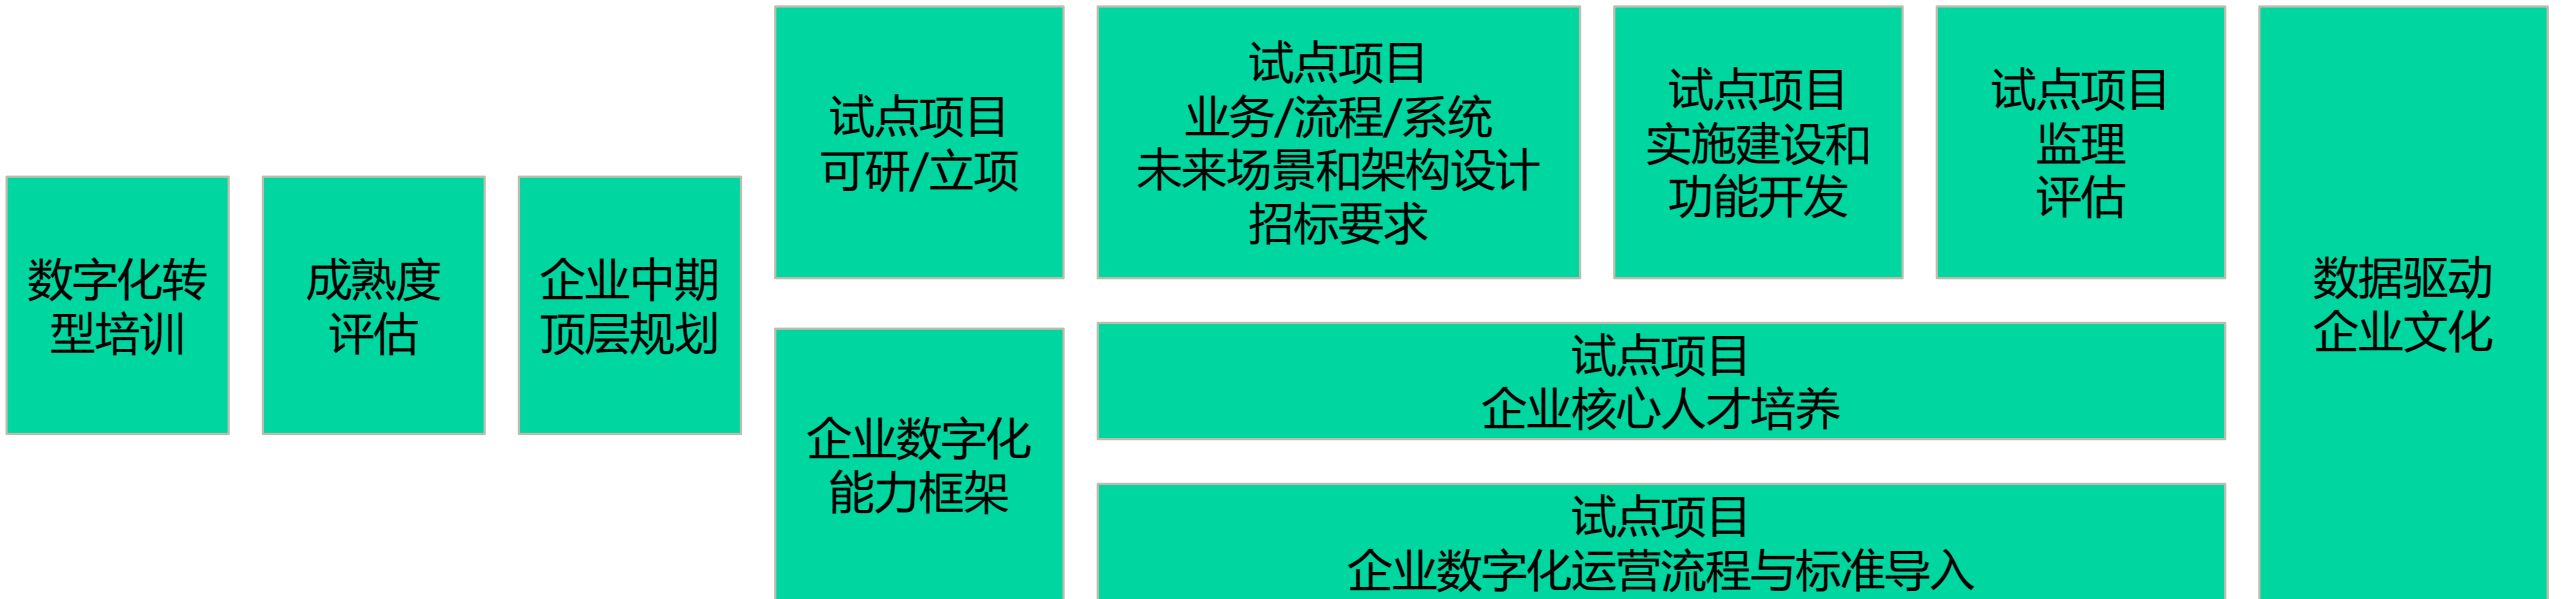 数字化转
型培训
成熟度
评估
企业中期
顶层规划
试点项目
可研/立项
企业数字化
能力框架
试点项目
业务/流程/系统
未来场景和架构设计
招标要求
试点项目
实施建设和
功能开发
试点项目
监理
评估
试点项目
企业核心人才培养
试点项目
企业数字化运营流程与标准导入
数据驱动
企业文化